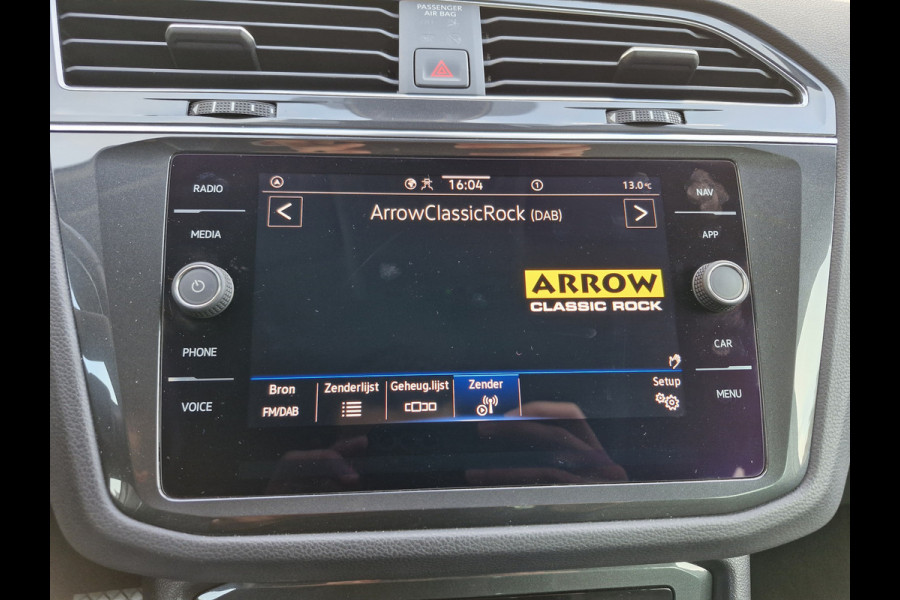 PASSENGER
AIR BAG
RADIO
MEDIA
PHONE
VOICE
16:04
1
13.0°C
< ArrowClassicRock (DAB) >
ARROW
CLASSIC ROCK
Bron
FM/DAB
Zenderlijst
Geheug.lijst
Zender
Setup
NAV
APP
CAR
MENU